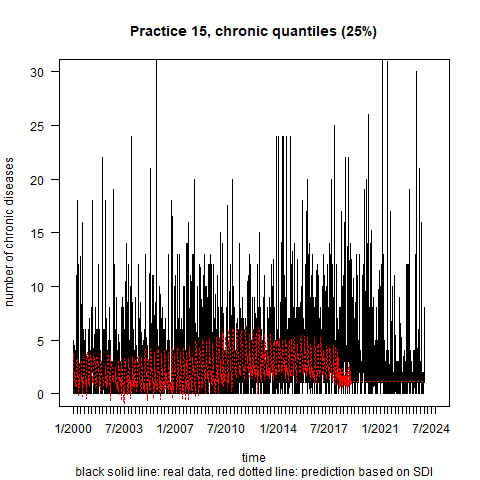 Practice 15, chronic quantiles (25%)
number of chronic diseases
30
25
20
15
10
5
0
1/2000 7/2003 1/2007 7/2010 1/2014 7/2017 1/2021 7/2024
time
black solid line: real data, red dotted line: prediction based on SDI